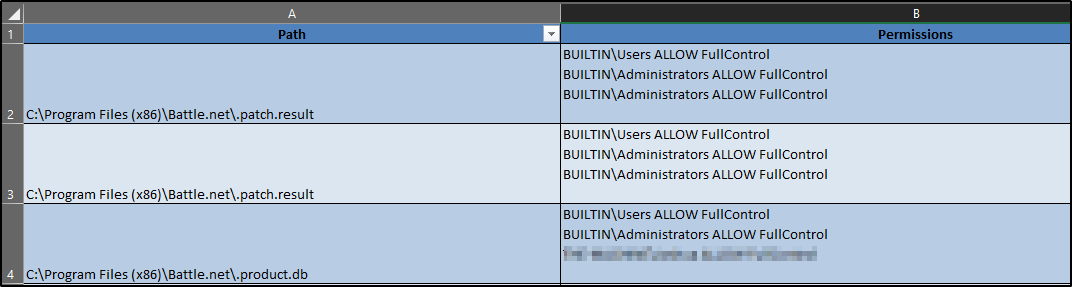 A B
1 Path Permissions
BUILTIN\Users ALLOW FullControl
BUILTIN\Administrators ALLOW FullControl
BUILTIN\Administrators ALLOW FullControl
2 C:\Program Files (x86)\Battle.net\.patch.result
BUILTIN\Users ALLOW FullControl
BUILTIN\Administrators ALLOW FullControl
BUILTIN\Administrators ALLOW FullControl
3 C:\Program Files (x86)\Battle.net\.patch.result
BUILTIN\Users ALLOW FullControl
BUILTIN\Administrators ALLOW FullControl
4 C:\Program Files (x86)\Battle.net\.product.db